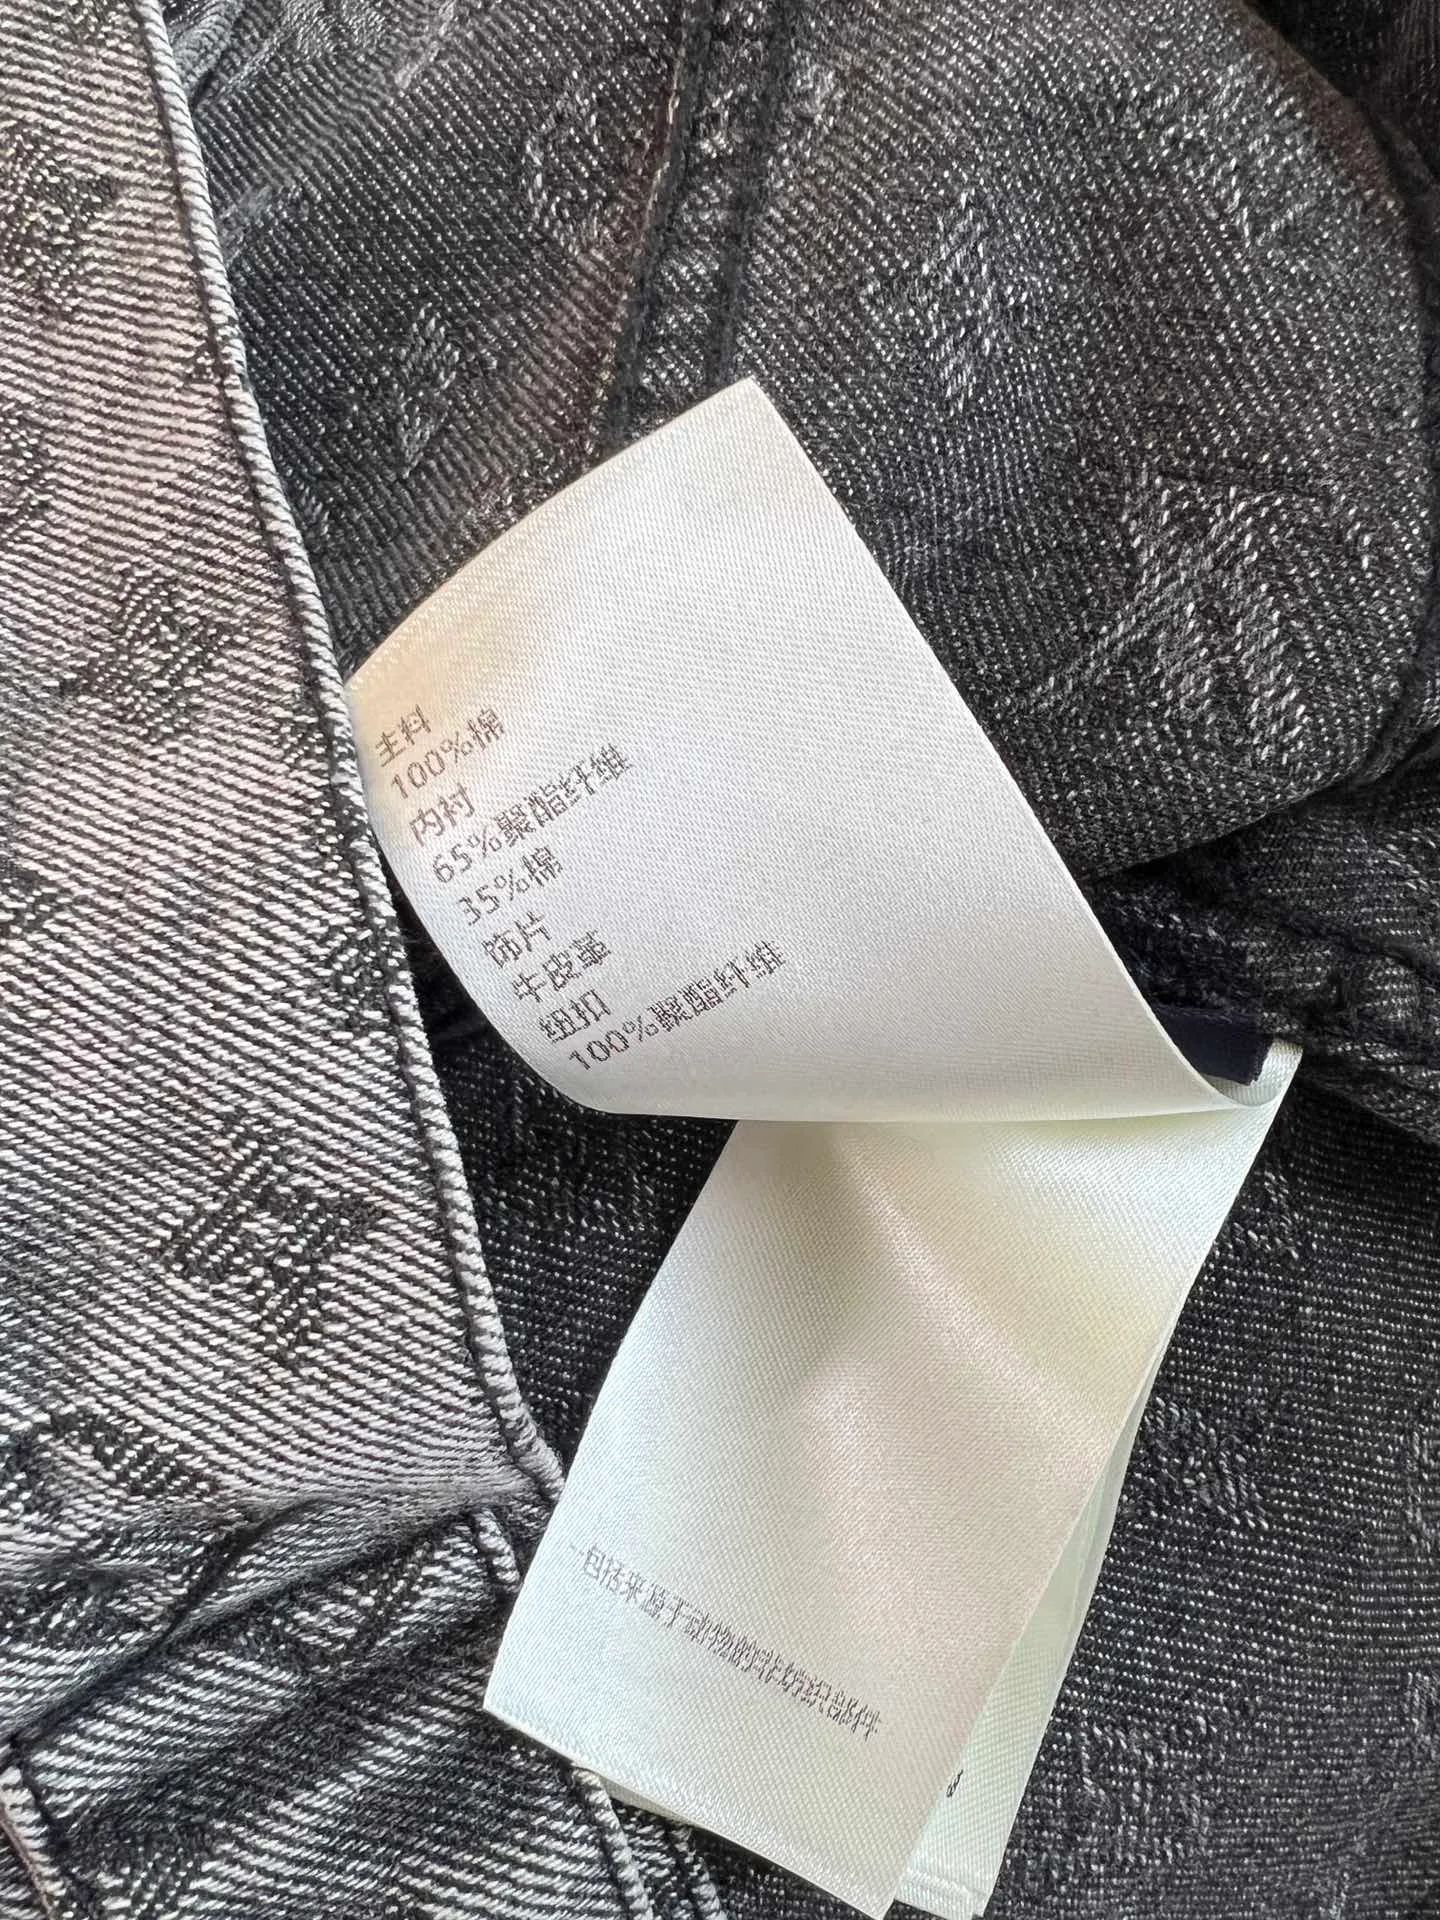 主料
100%棉
内衬
65%聚酯纤维
35%棉
饰片
牛皮革
纽扣
100%聚酯纤维
--包括来源于动物的非纺织部件